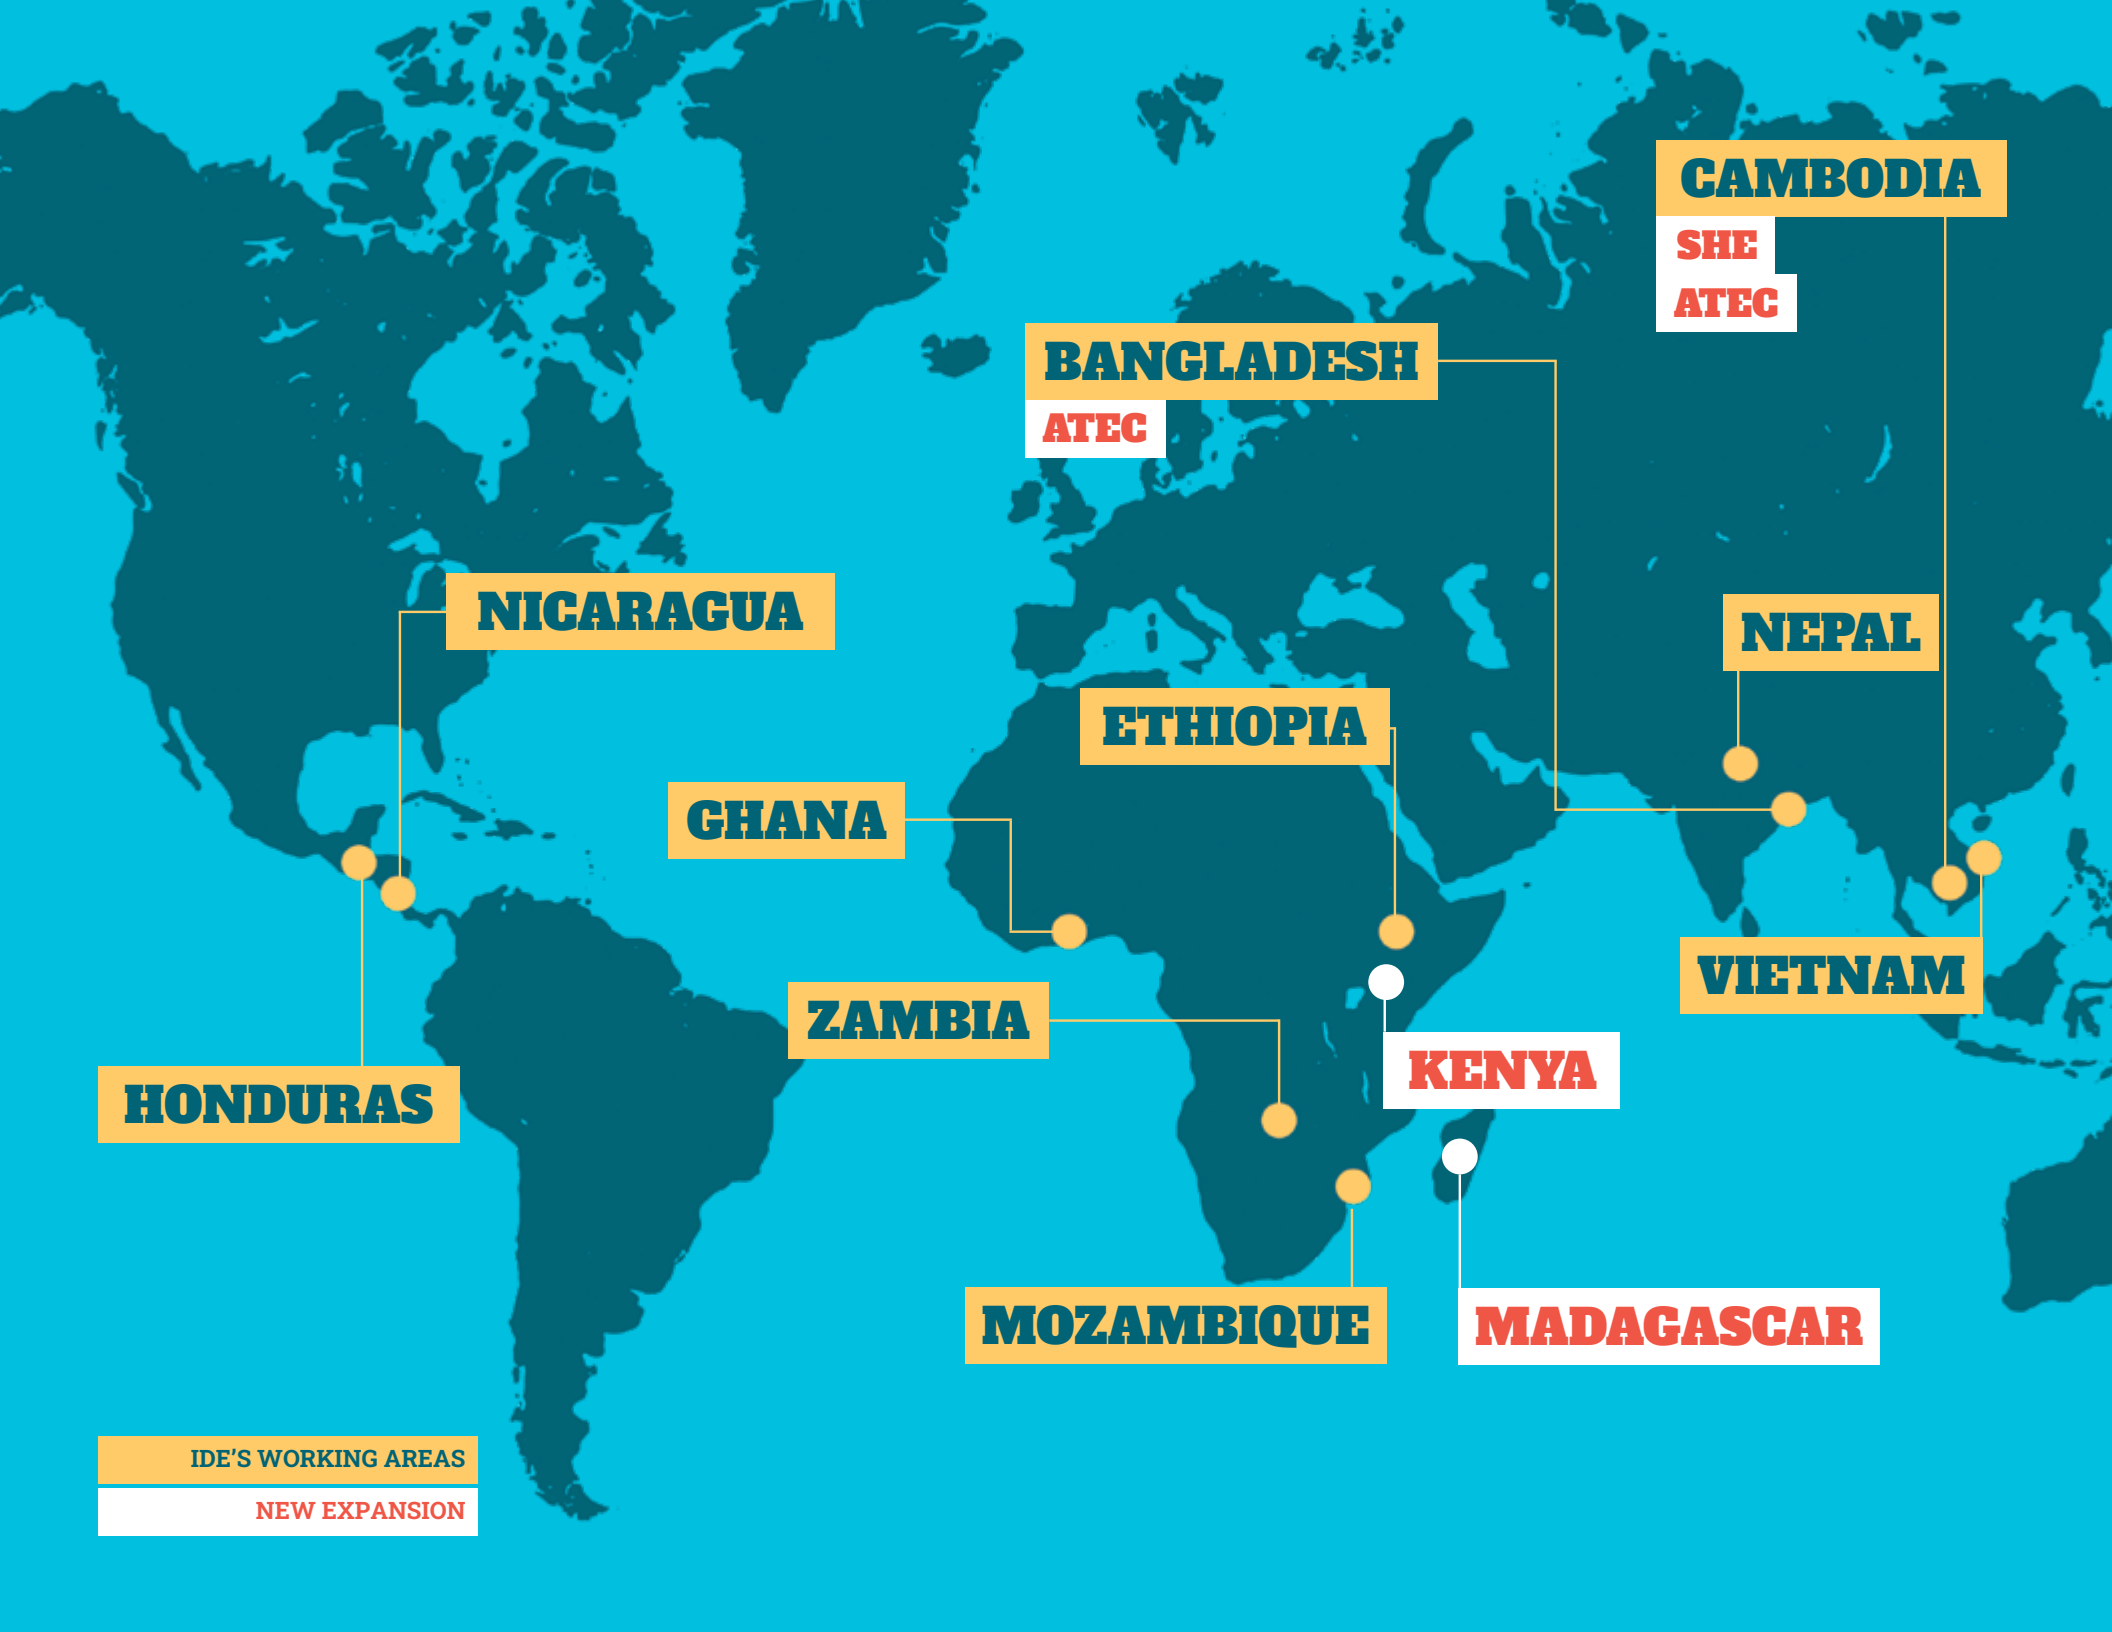 CAMBODIA
SHE
ATEC
BANGLADESH
ATEC
NICARAGUA
NEPAL
ETHIOPIA
GHANA
VIETNAM
ZAMBIA
KENYA
HONDURAS
MOZAMBIQUE
MADAGASCAR
IDE'S WORKING AREAS
NEW EXPANSION